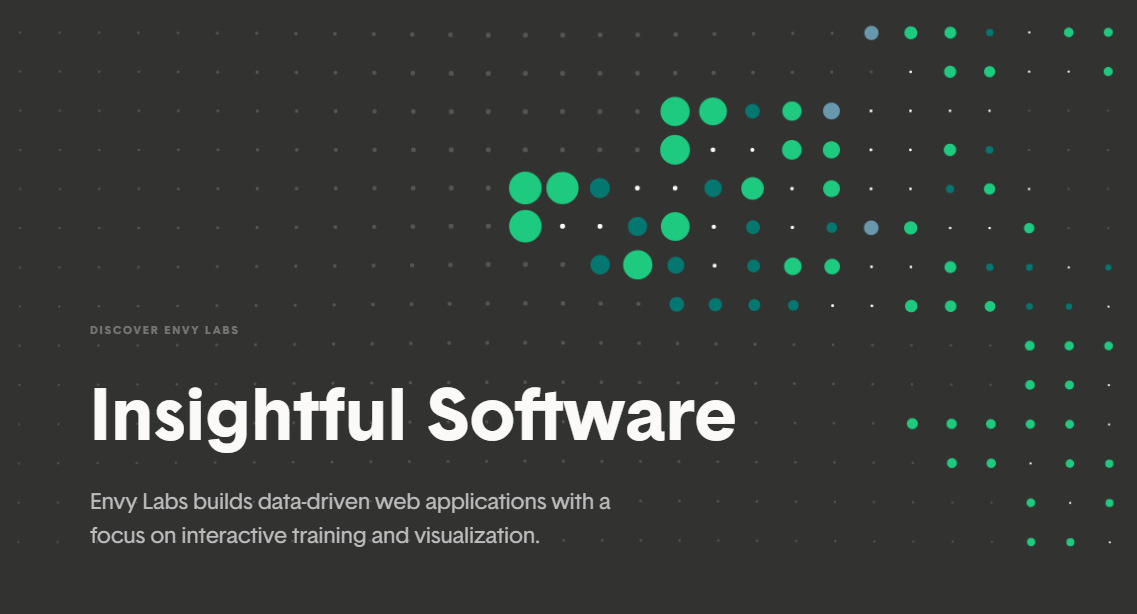 DISCOVER ENVY LABS
Insightful Software
Envy Labs builds data-driven web applications with a
focus on interactive training and visualization.